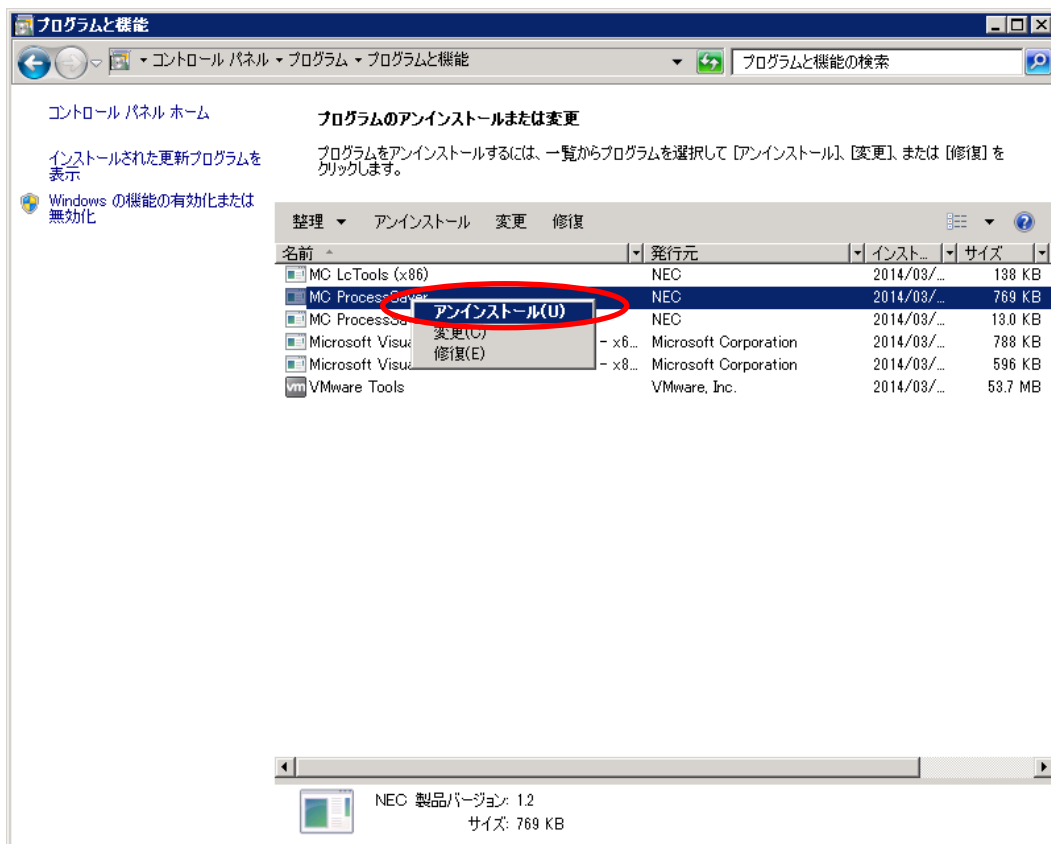 プログラムと機能
コントロール パネル ▾ プログラム ▾ プログラムと機能
プログラムと機能の検索
コントロール パネル ホーム
インストールされた更新プログラムを
表示
Windows の機能の有効化または
無効化
プログラムのアンインストールまたは変更
プログラムをアンインストールするには、一覧からプログラムを選択して [アンインストール]、[変更]、または [修復] を
クリックします。
整理 ▾ アンインストール 変更 修復
名前 発行元 インスト... サイズ
MC LcTools (x86) NEC 2014/03/... 138 KB
MC ProcessSaver NEC 2014/03/... 769 KB
MC ProcessSa NEC 2014/03/... 13.0 KB
Microsoft Visua - x6... Microsoft Corporation 2014/03/... 788 KB
Microsoft Visua - x8... Microsoft Corporation 2014/03/... 596 KB
VMware Tools VMware, Inc. 2014/03/... 53.7 MB
アンインストール(U)
変更(C)
修復(E)
NEC 製品バージョン: 1.2
サイズ: 769 KB